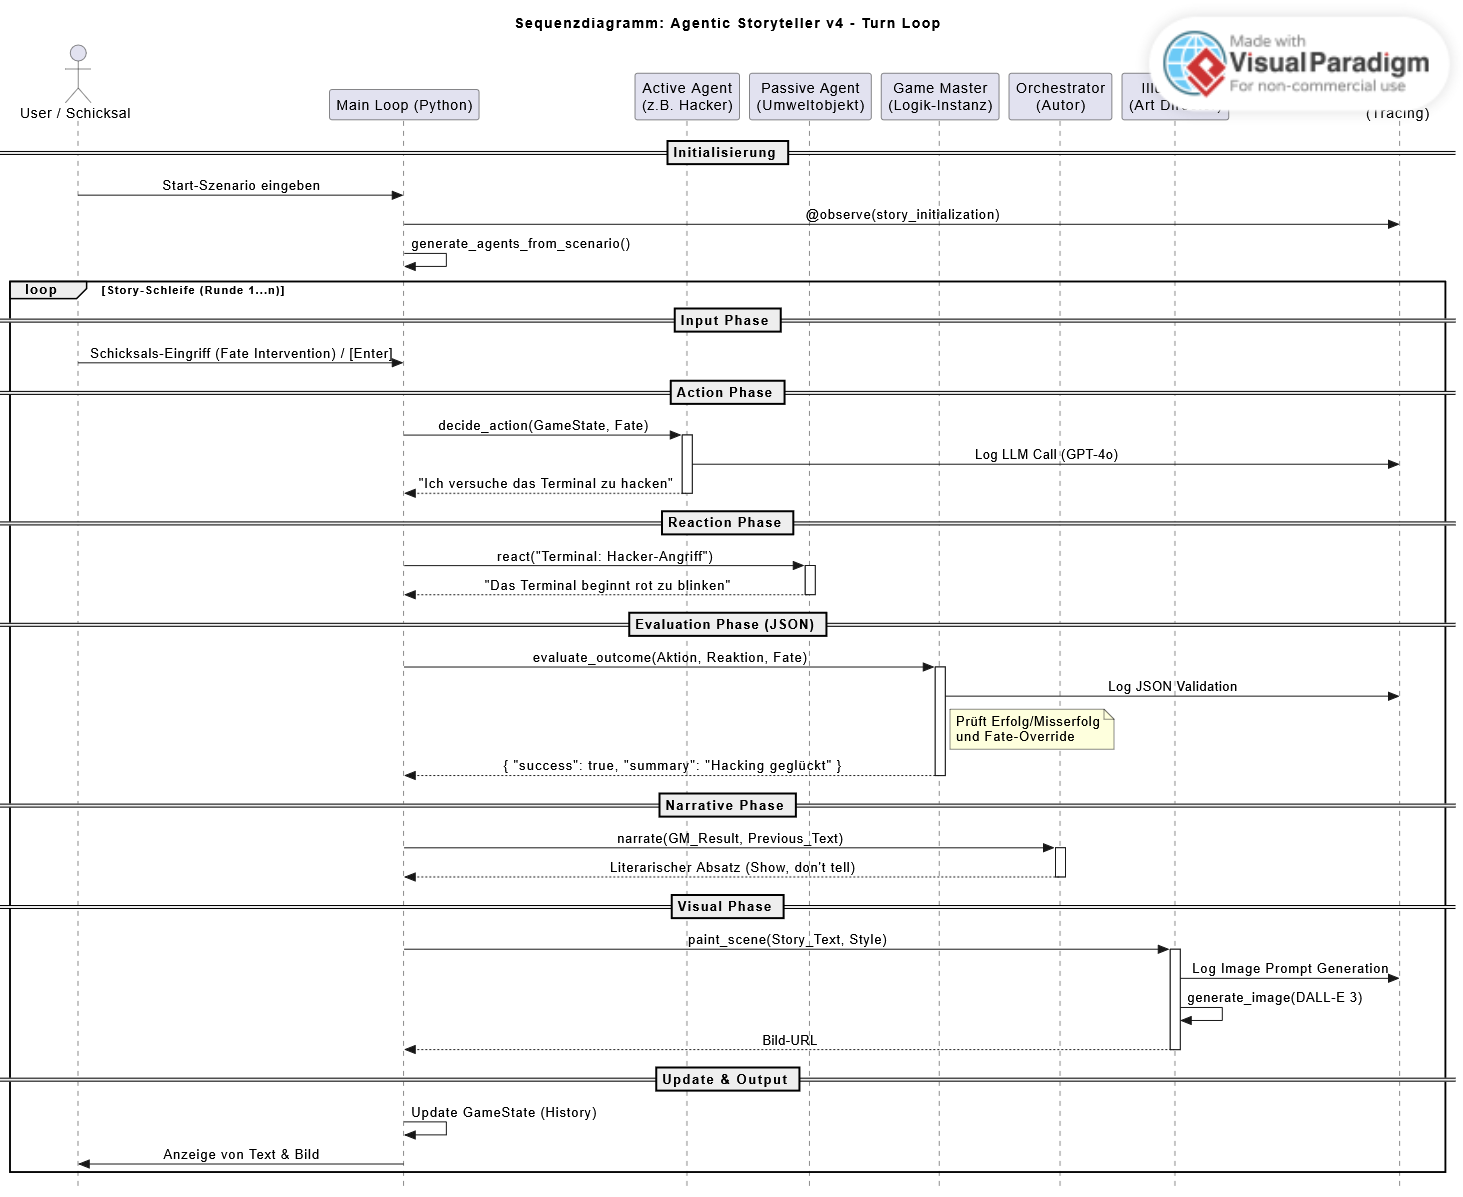 Sequenzdiagramm: Agentic Storyteller v4 - Turn Loop
Made with
Visual Paradigm
For non-commercial use
User / Schicksal
Main Loop (Python)
Active Agent
(z.B. Hacker)
Passive Agent
(Umweltobjekt)
Game Master
(Logik-Instanz)
Orchestrator
(Autor)
(Art
(Tracing)
Initialisierung
Start-Szenario eingeben
@observe(story_initialization)
generate_agents_from_scenario()
loop
[Story-Schleife (Runde 1...n)]
Input Phase
Schicksals-Eingriff (Fate Intervention) / [Enter]
Action Phase
decide_action(GameState, Fate)
Log LLM Call (GPT-4o)
"Ich versuche das Terminal zu hacken"
Reaction Phase
react("Terminal: Hacker-Angriff")
"Das Terminal beginnt rot zu blinken"
Evaluation Phase (JSON)
evaluate_outcome(Aktion, Reaktion, Fate)
Log JSON Validation
Prüft Erfolg/Misserfolg
und Fate-Override
{ "success": true, "summary": "Hacking geglückt" }
Narrative Phase
narrate(GM_Result, Previous_Text)
Literarischer Absatz (Show, don't tell)
Visual Phase
paint_scene(Story_Text, Style)
Log Image Prompt Generation
generate_image(DALL-E 3)
Bild-URL
Update & Output
Update GameState (History)
Anzeige von Text & Bild